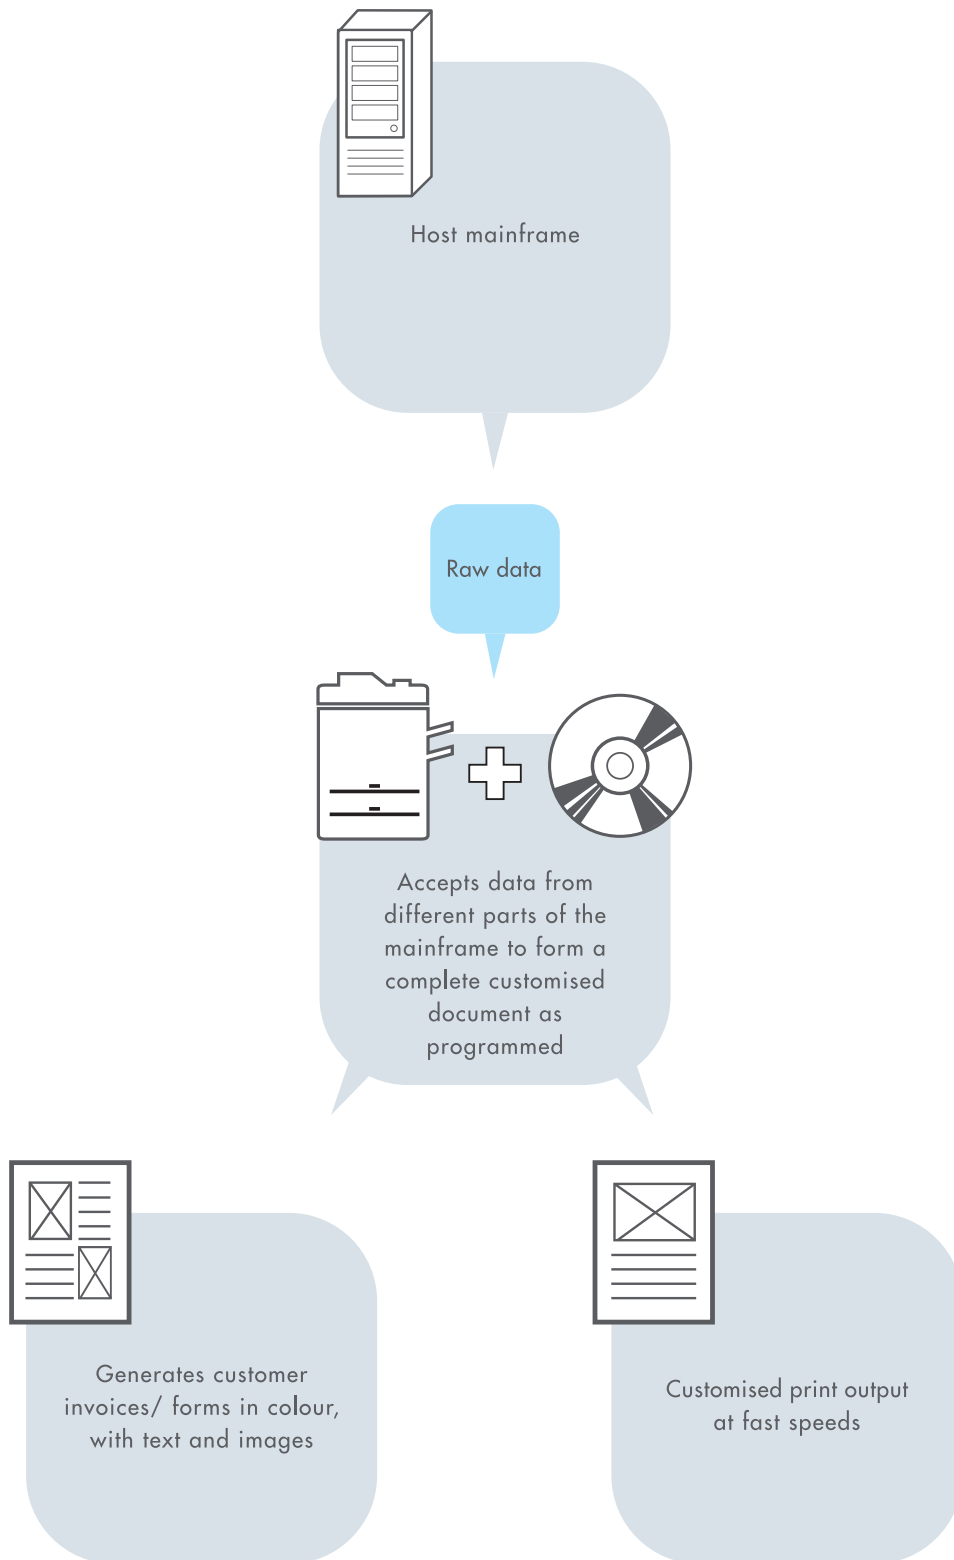 Host mainframe
Raw data
Accepts data from
different parts of the
mainframe to form a
complete customised
document as
programmed
Generates customer
invoices/ forms in colour,
with text and images
Customised print output
at fast speeds